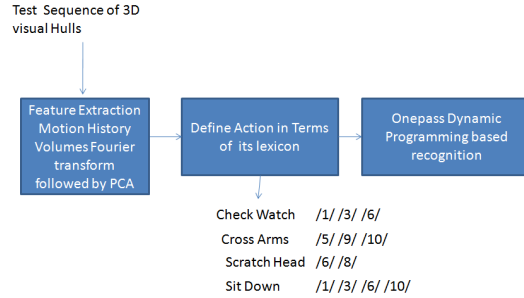 Test Sequence of 3D
visual Hulls
Feature Extraction
Motion History
Volumes Fourier
transform
followed by PCA
Define Action in Terms
of its lexicon
Onepass Dynamic
Programming based
recognition
Check Watch /1/ /3/ /6/
Cross Arms /5/ /9/ /10/
Scratch Head /6/ /8/
Sit Down /1/ /3/ /6/ /10/